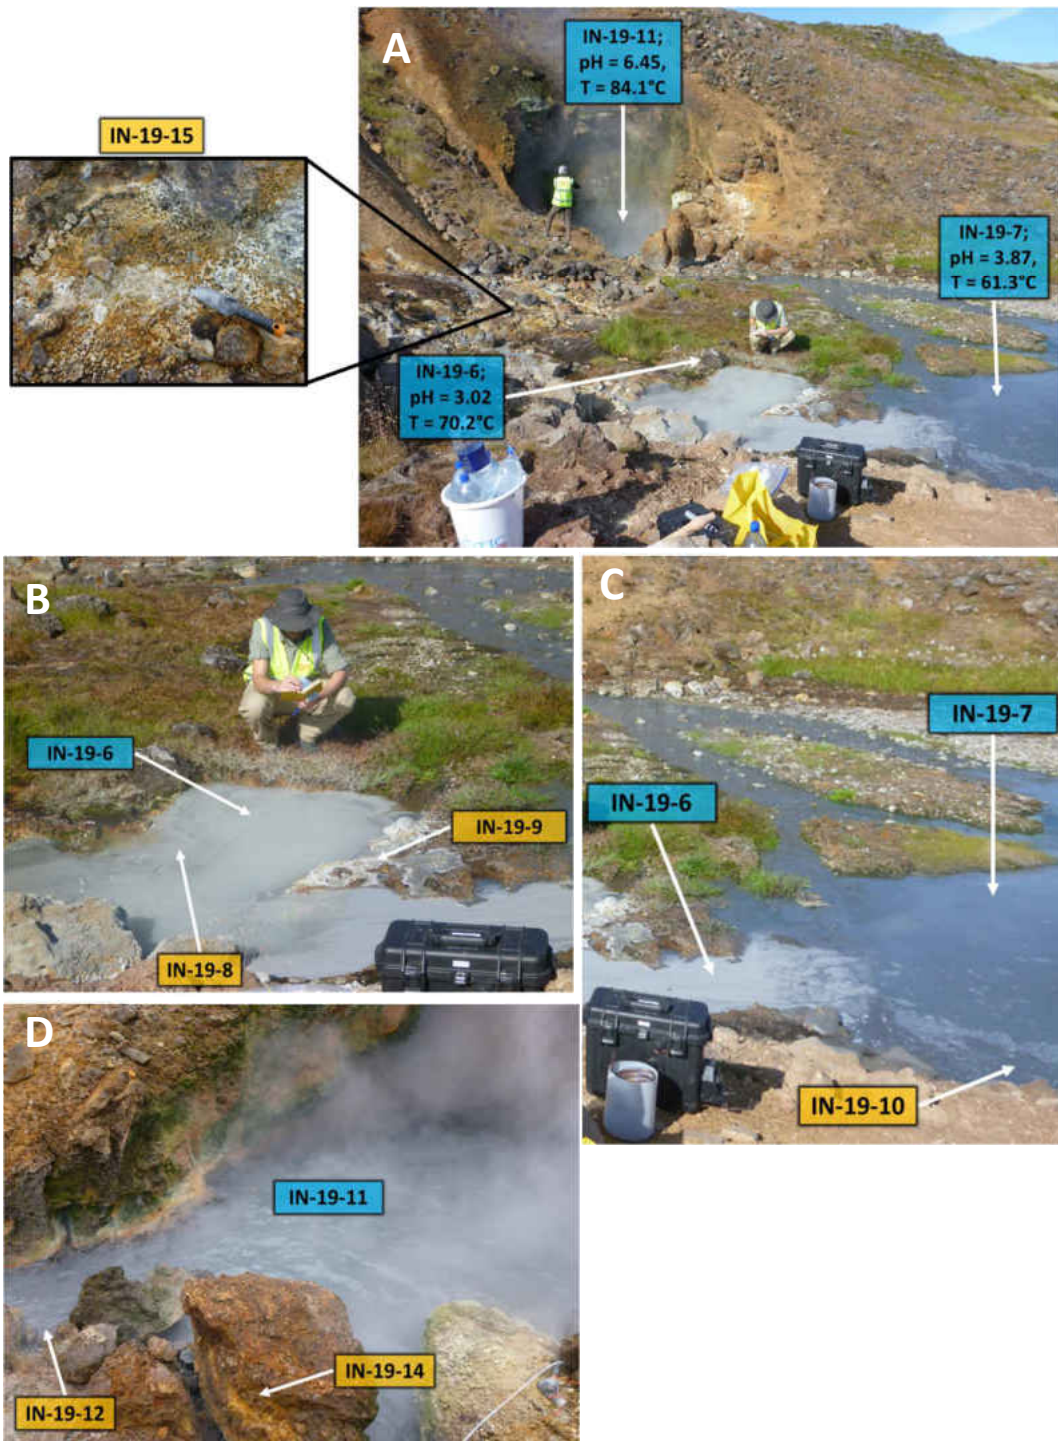 A
IN-19-11;
pH = 6.45,
T = 84.1°C
IN-19-15
IN-19-7;
pH = 3.87,
T = 61.3°C
IN-19-6;
pH = 3.02
T = 70.2°C
B
IN-19-6
IN-19-9
IN-19-8
C
IN-19-7
IN-19-6
IN-19-10
D
IN-19-11
IN-19-14
IN-19-12